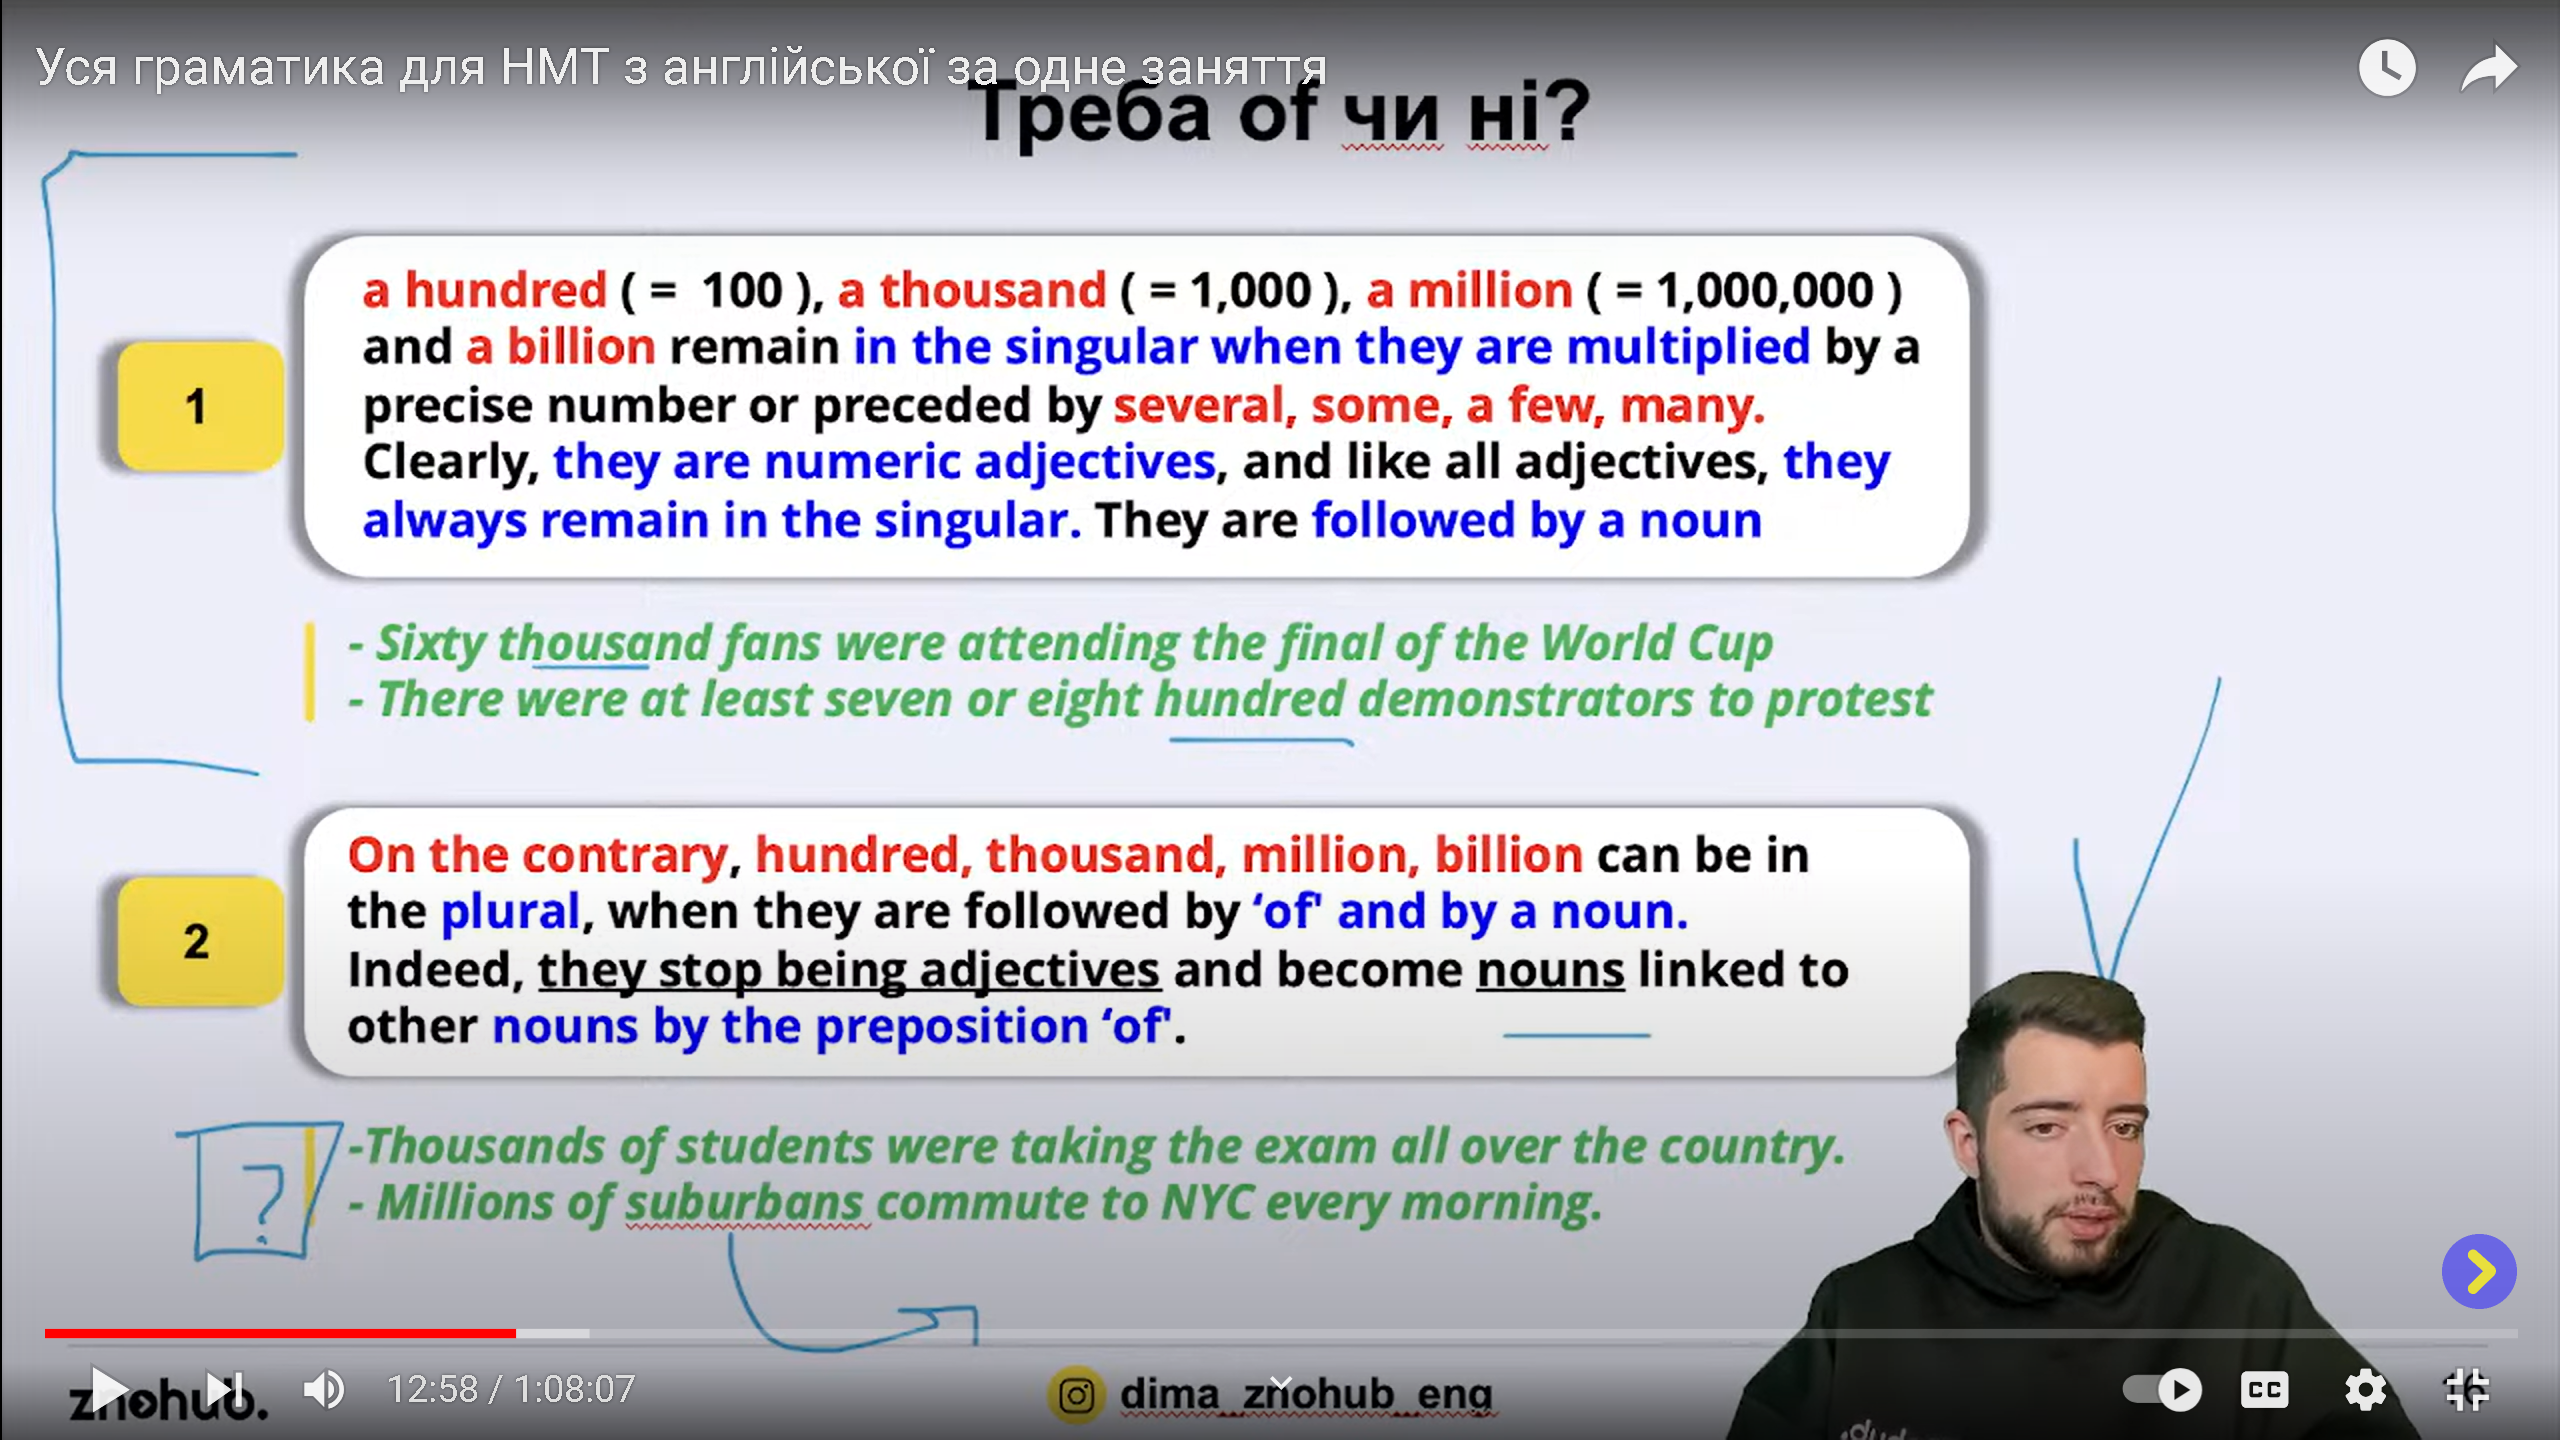 Уся граматика для НМТ з англійської за одне заняття
Треба of чи ні?
1
a hundred ( = 100 ), a thousand ( = 1,000 ), a million ( = 1,000,000 )
and a billion remain in the singular when they are multiplied by a
precise number or preceded by several, some, a few, many.
Clearly, they are numeric adjectives, and like all adjectives, they
always remain in the singular. They are followed by a noun
- Sixty thousand fans were attending the final of the World Cup
- There were at least seven or eight hundred demonstrators to protest
2
On the contrary, hundred, thousand, million, billion can be in
the plural, when they are followed by ‘of' and by a noun.
Indeed, they stop being adjectives and become nouns linked to
other nouns by the preposition ‘of'.
?
-Thousands of students were taking the exam all over the country.
- Millions of suburbans commute to NYC every morning.
12:58 / 1:08:07
znohub.
dima_znohub_eng
CC
16